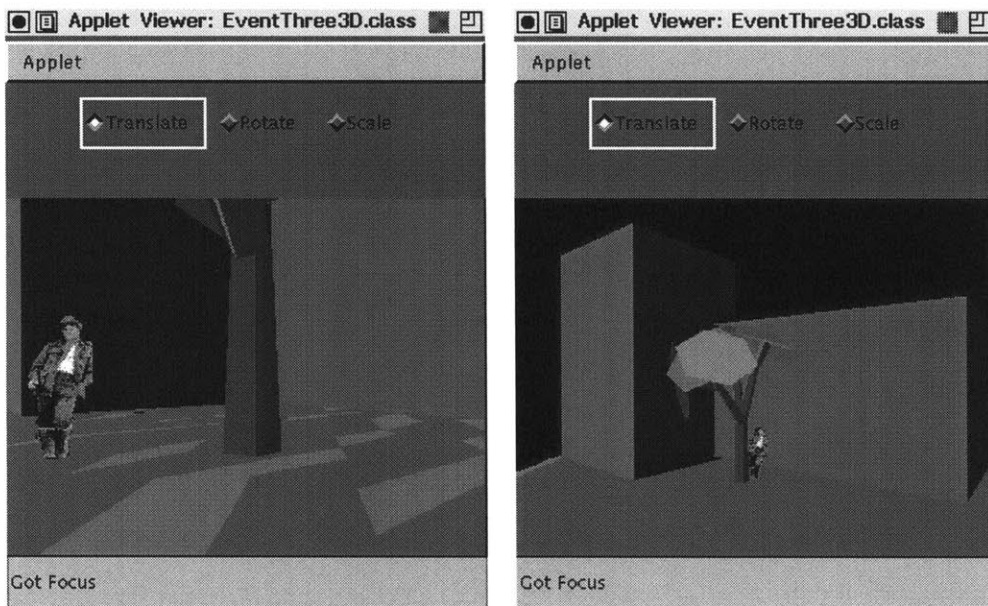 Applet Viewer: EventThree3D.class
Applet
Translate Rotate Scale
Got Focus
Applet Viewer: EventThree3D.class
Applet
Translate Rotate Scale
Got Focus